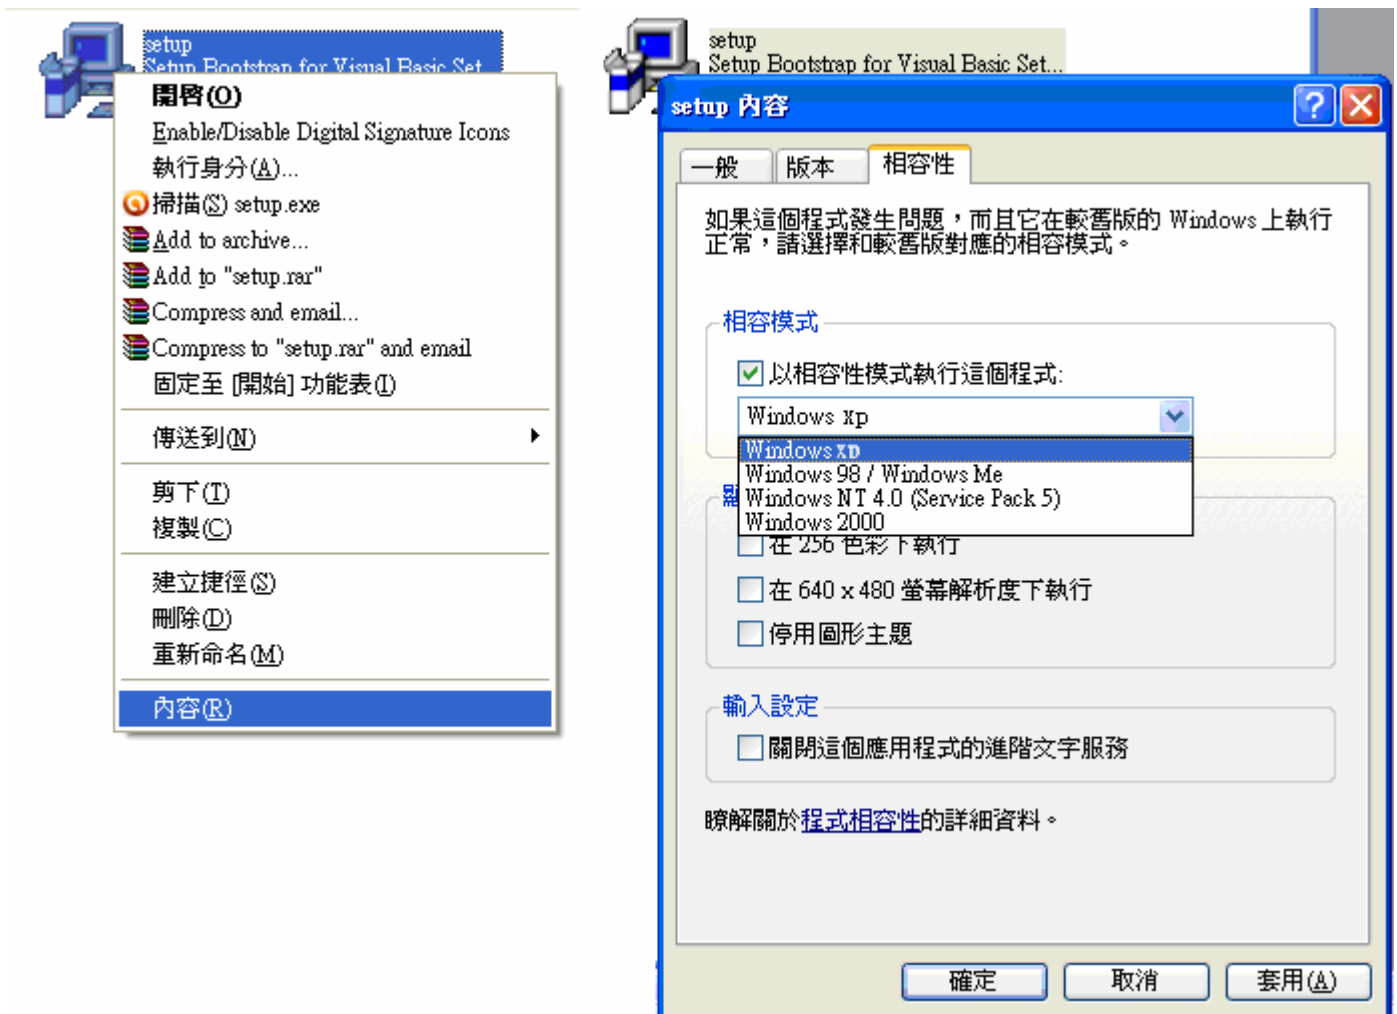 setup
Setup Bootstrap for Visual Basic Set...
開啓(O)
Enable/Disable Digital Signature Icons
執行身分(A)...
掃描(S) setup.exe
Add to archive...
Add to "setup.rar"
Compress and email...
Compress to "setup.rar" and email
固定至 [開始] 功能表(I)
傳送到(N)
剪下(T)
複製(C)
建立捷徑(S)
刪除(D)
重新命名(M)
內容(R)
setup
Setup Bootstrap for Visual Basic Set...
setup 內容
一般
版本
相容性
如果這個程式發生問題，而且它在較舊版的 Windows 上執行
正常，請選擇和較舊版對應的相容模式。
相容模式
以相容性模式執行這個程式:
Windows xp
Windows xp
Windows 98 / Windows Me
Windows NT 4.0 (Service Pack 5)
Windows 2000
在 256 色彩下執行
在 640 x 480 螢幕解析度下執行
停用圖形主題
輸入設定
關閉這個應用程式的進階文字服務
瞭解關於程式相容性的詳細資料。
確定
取消
套用(A)